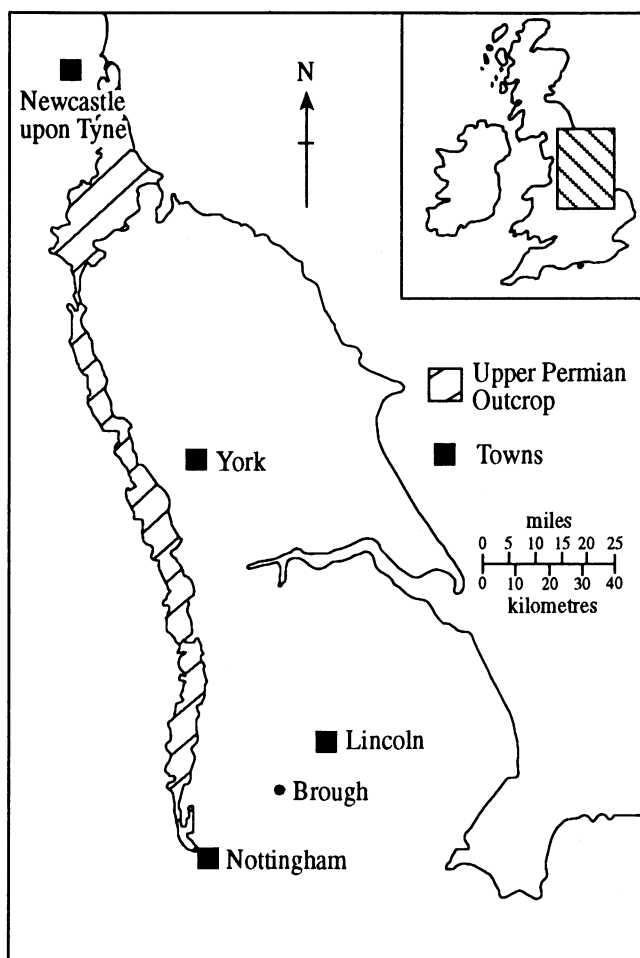 Newcastle
upon Tyne
N
Upper Permian
Outcrop
York
Towns
miles
0 5 10 15 20 25
0 10 20 30 40
kilometres
Lincoln
Brough
Nottingham